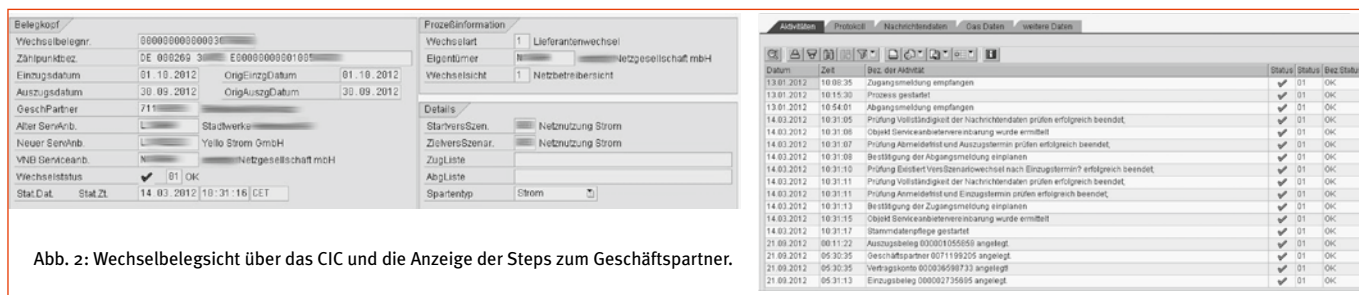 Belegkopf
Wechselbelegnr.
Zählpunktbez. DE 000269
Einzugsdatum 01.10.2012 OrigEinzgDatum 01.10.2012
Auszugsdatum 30.09.2012 OrigAuszgDatum 30.09.2012
GeschPartner 711
Alter ServAnb. L Stadtwerke
Neuer ServAnb. L Yello Strom GmbH
VNB Serviceanb. N Netzgesellschaft mbH
Wechselstatus 01 OK
Stat.Dat. Stat.Zt. 14.03.2012 10:31:16 CET
Prozeßinformation
Wechselart 1 Lieferantenwechsel
Eigentümer N Netzgesellschaft mbH
Wechselsicht 1 Netzbetreibersicht
Details
StartversSzen. Netznutzung Strom
ZielversSzenar. Netznutzung Strom
ZugListe
AbgListe
Spartentyp Strom
Abb. 2: Wechselbelegsicht über das CIC und die Anzeige der Steps zum Geschäftspartner.
Aktivitäten Protokoll Nachrichtendaten Gas Daten weitere Daten
Datum Zeit Bez. der Aktivität Status Status Bez.Status
13.01.2012 10:08:35 Zugangsmeldung empfangen 01 OK
13.01.2012 10:15:30 Prozess gestartet 01 OK
13.01.2012 10:54:01 Abgangsmeldung empfangen 01 OK
14.03.2012 10:31:05 Prüfung Vollständigkeit der Nachrichtendaten prüfen erfolgreich beendet, 01 OK
14.03.2012 10:31:06 Objekt Serviceanbietervereinbarung wurde ermittelt 01 OK
14.03.2012 10:31:07 Prüfung Abmeldefrist und Auszugstermin prüfen erfolgreich beendet, 01 OK
14.03.2012 10:31:08 Bestätigung der Abgangsmeldung einplanen 01 OK
14.03.2012 10:31:10 Prüfung Existiert VersSzenariowechsel nach Einzugstermin? erfolgreich beendet, 01 OK
14.03.2012 10:31:11 Prüfung Vollständigkeit der Nachrichtendaten prüfen erfolgreich beendet, 01 OK
14.03.2012 10:31:11 Prüfung Anmeldefrist und Einzugstermin prüfen erfolgreich beendet, 01 OK
14.03.2012 10:31:13 Bestätigung der Zugangsmeldung einplanen 01 OK
14.03.2012 10:31:15 Objekt Serviceanbietervereinbarung wurde ermittelt 01 OK
14.03.2012 10:31:17 Stammdatenpflege gestartet 01 OK
21.09.2012 00:11:22 Auszugsbeleg 000001055858 angelegt. 01 OK
21.09.2012 05:30:35 Geschäftspartner 0071199205 angelegt. 01 OK
21.09.2012 05:30:35 Vertragskonto 000036598733 angelegt! 01 OK
21.09.2012 05:31:13 Einzugsbeleg 000002735695 angelegt. 01 OK